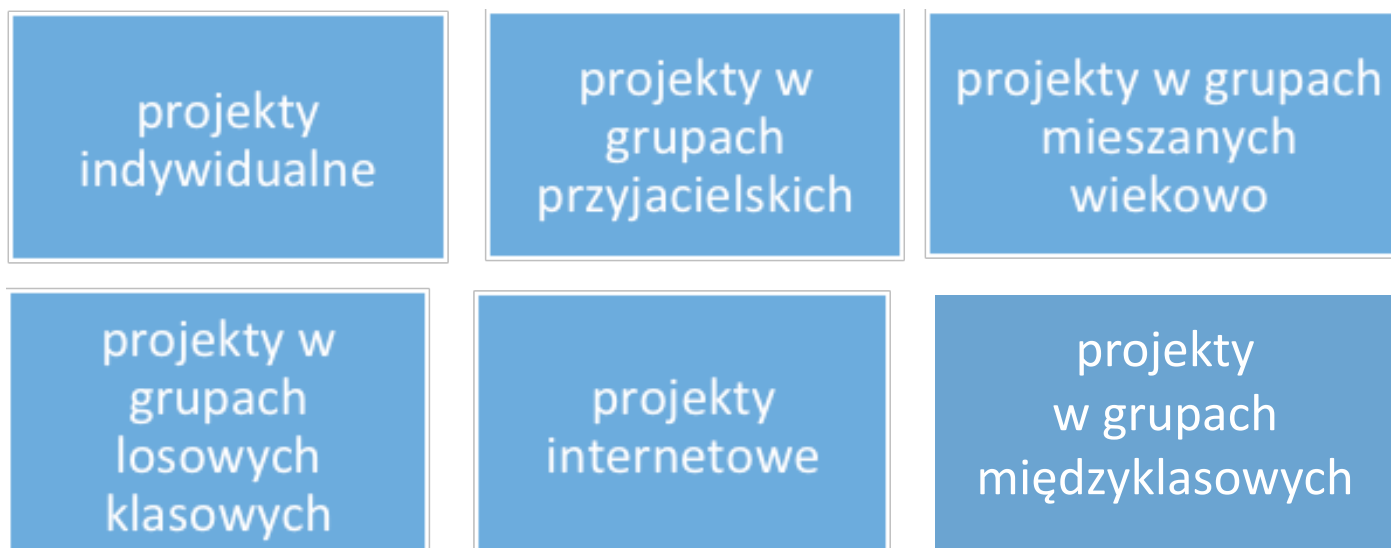 projekty
indywidualne
projekty w
grupach
przyjacielskich
projekty w grupach
mieszanych
wiekowo
projekty w
grupach
losowych
klasowych
projekty
internetowe
projekty
w grupach
międzyklasowych